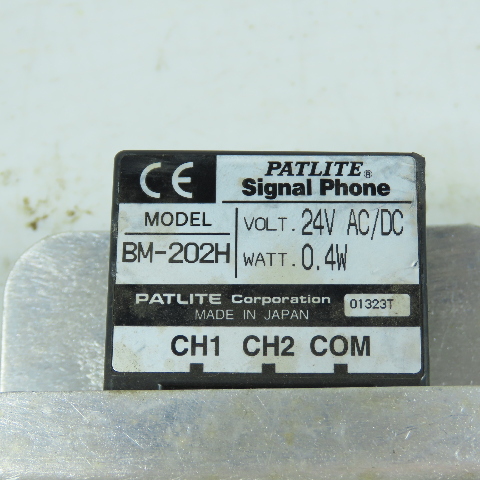 CE
PATLITE®
Signal Phone
MODEL
BM-202H
VOLT. 24V AC/DC
WATT. 0.4W
PATLITE Corporation
MADE IN JAPAN
01323T
CH1 CH2 COM